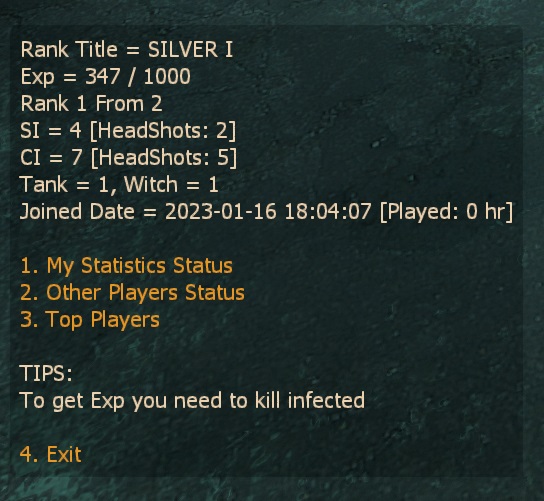 Rank Title = SILVER I
Exp = 347 / 1000
Rank 1 From 2
SI = 4 [HeadShots: 2]
CI = 7 [HeadShots: 5]
Tank = 1, Witch = 1
Joined Date = 2023-01-16 18:04:07 [Played: 0 hr]
1. My Statistics Status
2. Other Players Status
3. Top Players
TIPS:
To get Exp you need to kill infected
4. Exit